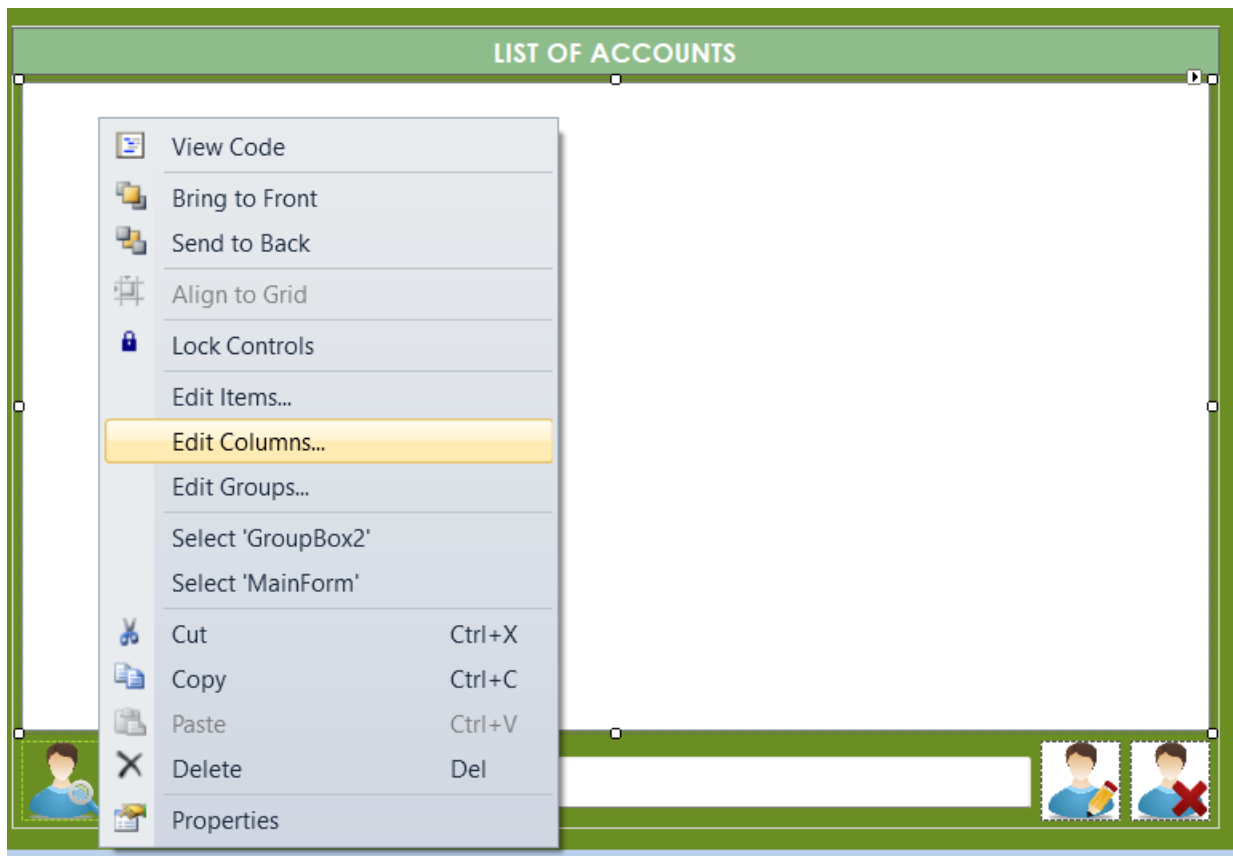 LIST OF ACCOUNTS
View Code
Bring to Front
Send to Back
Align to Grid
Lock Controls
Edit Items...
Edit Columns...
Edit Groups...
Select 'GroupBox2'
Select 'MainForm'
Cut Ctrl+X
Copy Ctrl+C
Paste Ctrl+V
Delete Del
Properties